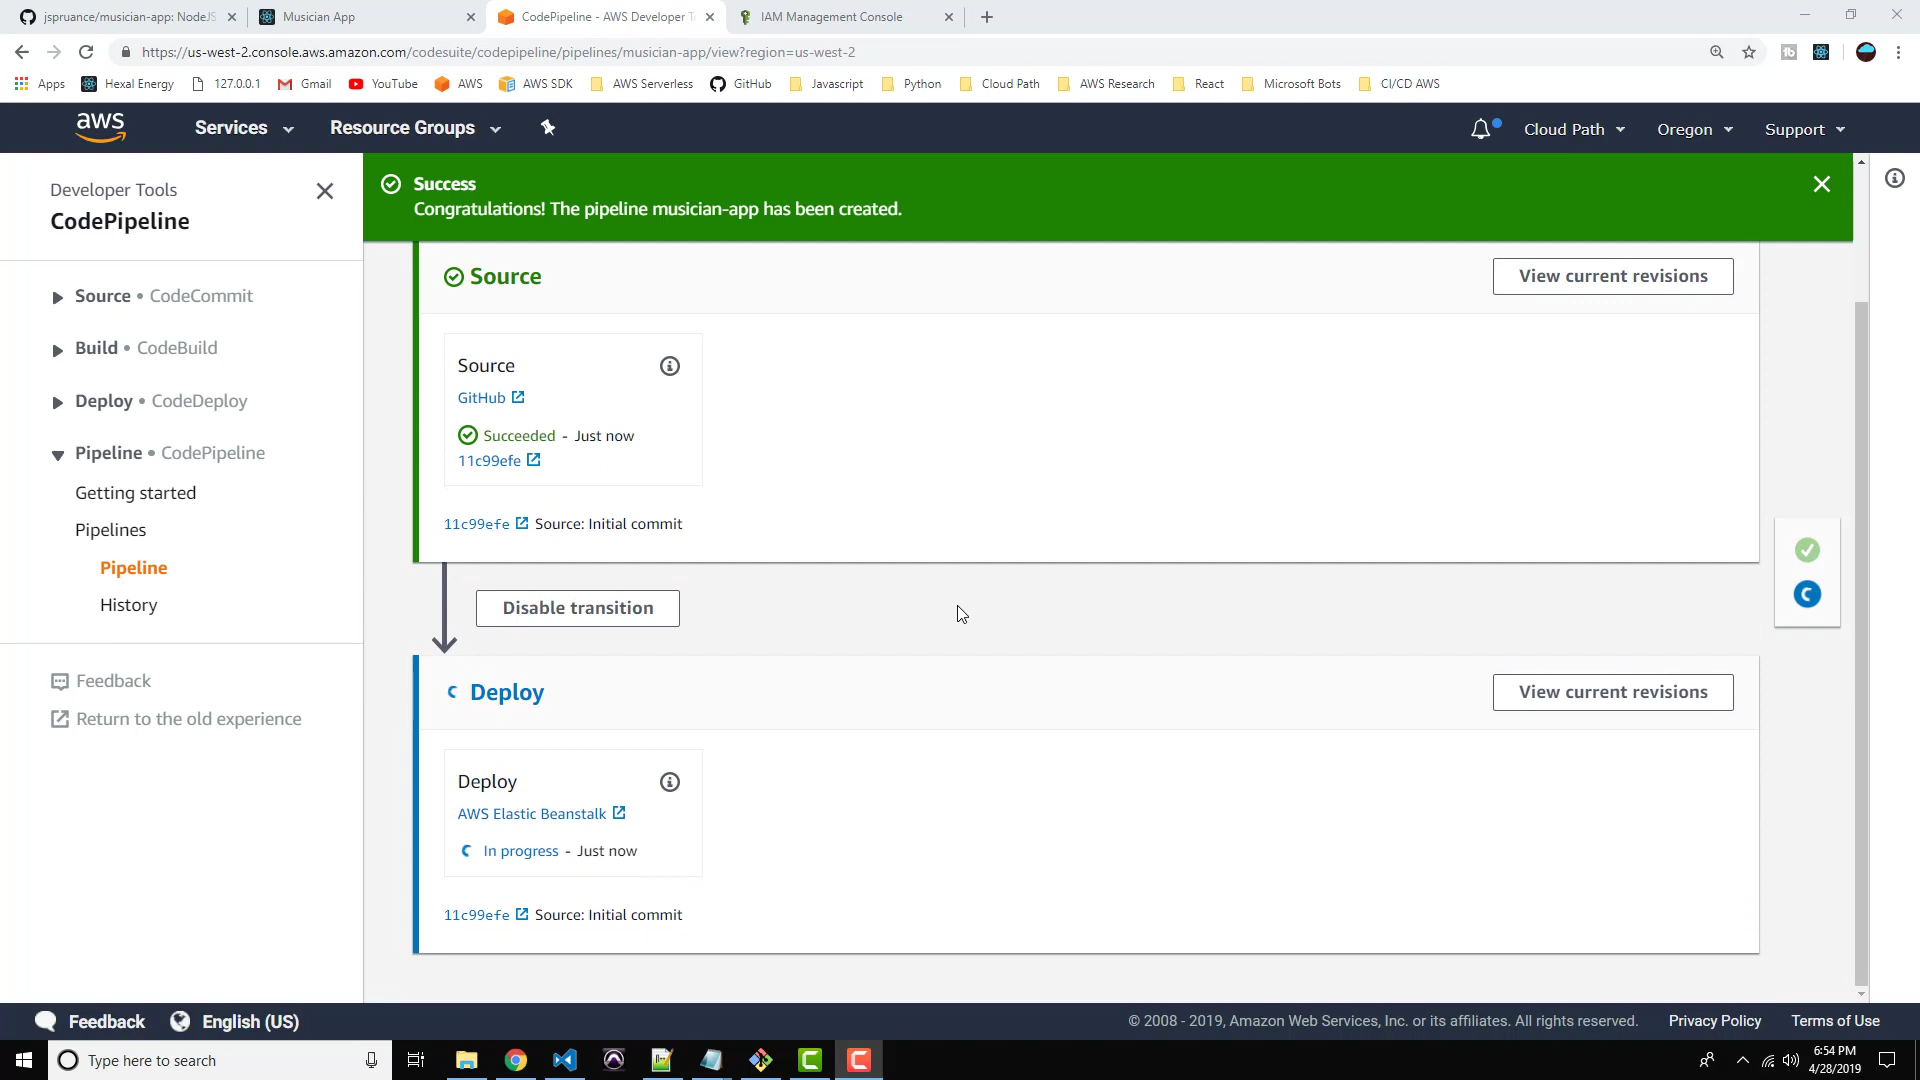 jspruance/musician-app: NodeJS
Musician App
CodePipeline - AWS Developer T
IAM Management Console
https://us-west-2.console.aws.amazon.com/codesuite/codepipeline/pipelines/musician-app/view?region=us-west-2
Apps
Hexal Energy
127.0.0.1
Gmail
YouTube
AWS
AWS SDK
AWS Serverless
GitHub
Javascript
Python
Cloud Path
AWS Research
React
Microsoft Bots
CI/CD AWS
aws
Services
Resource Groups
Cloud Path
Oregon
Support
Developer Tools
CodePipeline
Source • CodeCommit
Build • CodeBuild
Deploy • CodeDeploy
Pipeline • CodePipeline
Getting started
Pipelines
Pipeline
History
Feedback
Return to the old experience
Success
Congratulations! The pipeline musician-app has been created.
Source
View current revisions
Source
GitHub
Succeeded - Just now
11c99efe
11c99efe Source: Initial commit
Disable transition
Deploy
View current revisions
Deploy
AWS Elastic Beanstalk
In progress - Just now
11c99efe Source: Initial commit
Feedback
English (US)
© 2008 - 2019, Amazon Web Services, Inc. or its affiliates. All rights reserved.
Privacy Policy
Terms of Use
Type here to search
6:54 PM
4/28/2019